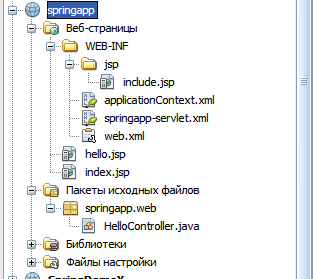 springapp
Веб-страницы
WEB-INF
jsp
include.jsp
applicationContext.xml
springapp-servlet.xml
web.xml
hello.jsp
index.jsp
Пакеты исходных файлов
springapp.web
HelloController.java
Библиотеки
Файлы настройки